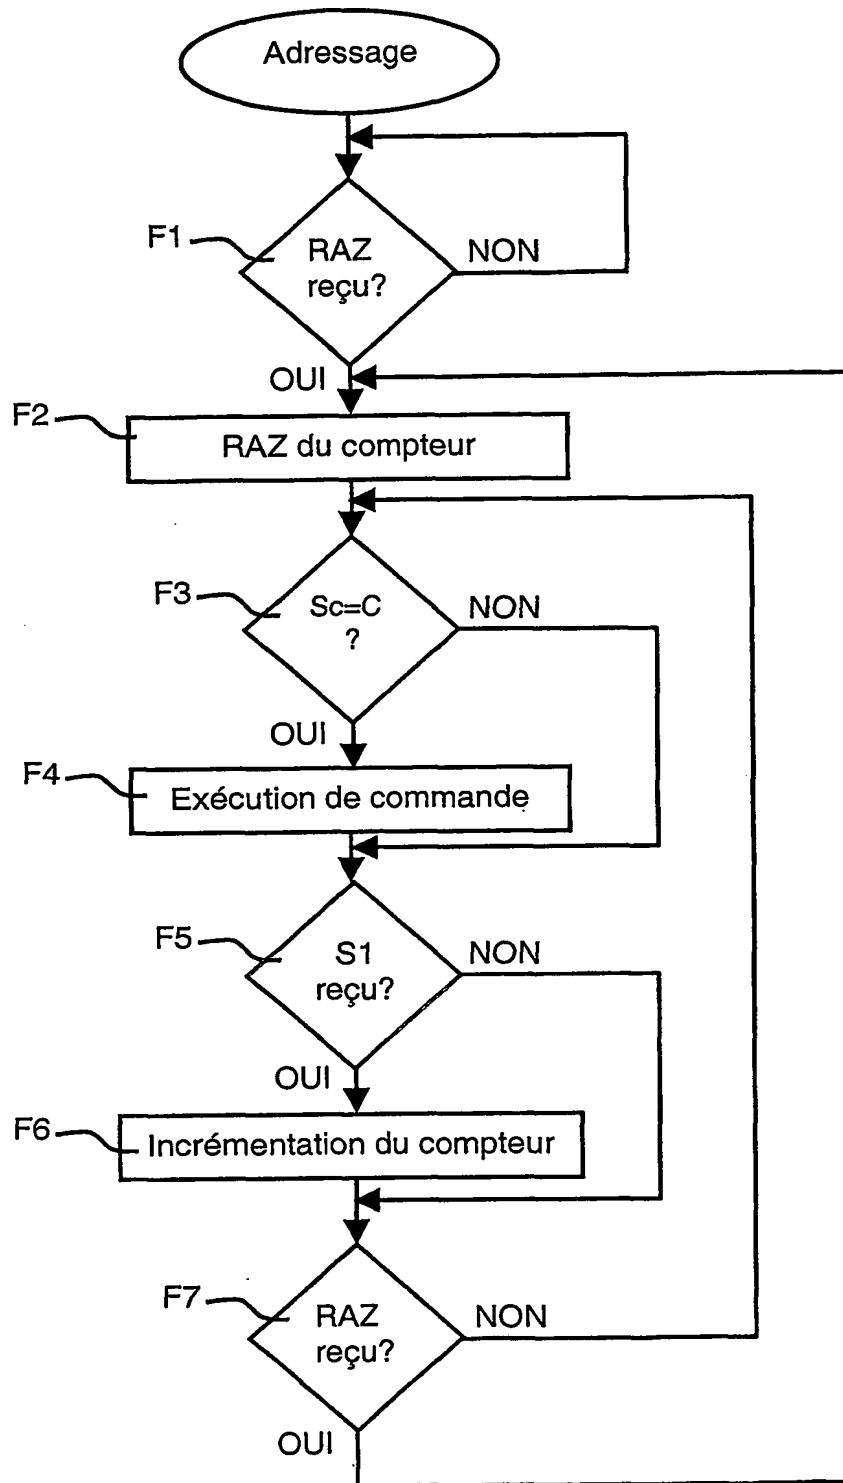 Adressage
F1
RAZ
reçu?
NON
OUI
F2
RAZ du compteur
F3
Sc=C
?
NON
OUI
F4
Exécution de commande
F5
S1
reçu?
NON
OUI
F6
Incrémentation du compteur
F7
RAZ
reçu?
NON
OUI